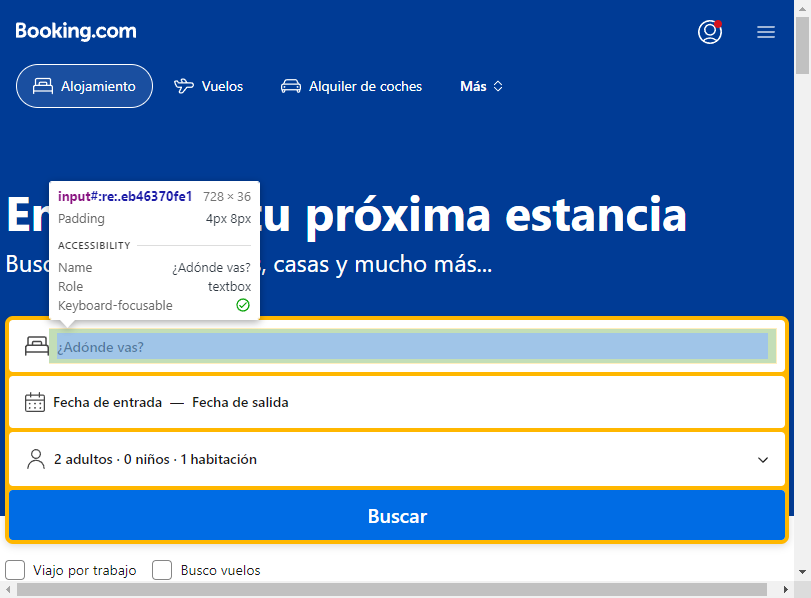 Booking.com
Alojamiento
Vuelos
Alquiler de coches
Más
input#:re:.eb46370fe1 728 × 36
Padding 4px 8px
ACCESSIBILITY
Name ¿Adónde vas?
Role textbox
Keyboard-focusable
En tu próxima estancia
Busc , casas y mucho más...
¿Adónde vas?
Fecha de entrada — Fecha de salida
2 adultos · 0 niños · 1 habitación
Buscar
Viajo por trabajo
Busco vuelos